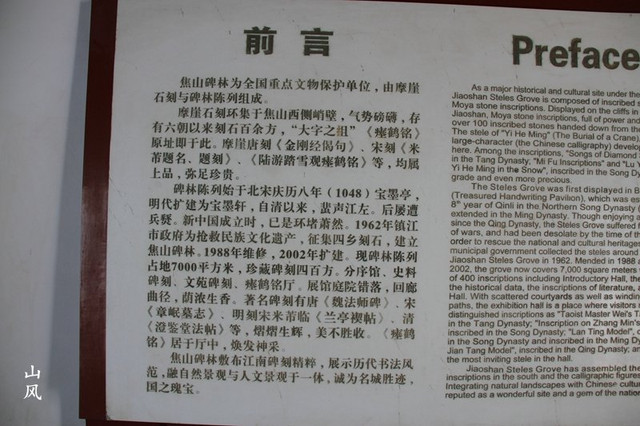 前言
焦山碑林为全国重点文物保护单位，由摩崖
石刻与碑林陈列组成。
摩崖石刻环集于焦山西侧峭壁，气势磅礴，存
有六朝以来刻石百余方，“大字之祖”《瘗鹤铭》
原址即于此。摩崖唐刻《金刚经偈句》、宋刻《米
芾题名、题刻》、《陆游踏雪观瘗鹤铭》等，均属
上品，弥足珍贵。
碑林陈列始于北宋庆历八年（1048）宝墨亭，
明代扩建为宝墨轩，自清以来，蜚声江左。后屡遭
兵燹。新中国成立时，已是环堵萧然。1962年镇江
市政府为抢救民族文化遗产，征集四乡刻石，建立
焦山碑林。1988年维修，2002年扩建。现碑林陈列
占地7000平方米，珍藏碑刻四百方。分序馆、史料
碑刻、文苑碑刻、瘗鹤铭厅。展馆庭院错落，回廊
曲径，荫浓生香。著名碑刻有唐《魏法师碑》、宋
《章岷墓志》、明刻宋米芾临《兰亭禊帖》、清
《澄鉴堂法帖》等，熠熠生辉，美不胜收。《瘗鹤
铭》居于厅中，焕发神采。
焦山碑林敷布江南碑刻精粹，展示历代书法风
范，融自然景观与人文景观于一体，诚为名城胜迹，
国之瑰宝。
Preface
As a major historical and cultural site under the
Jiaoshan Steles Grove is composed of inscribed s
Moya stone inscriptions. Displayed on the cliffs in
Jiaoshan, Moya stone inscriptions, full of power and
over 100 inscribed stones handed down from th
The stele of "Yi He Ming" (The Burial of a Crane),
large-character (the Chinese calligraphy) develop
here. Among the inscriptions, "Songs of Diamond
in the Tang Dynasty, "Mi Fu Inscriptions" and "Lu Y
Yi He Ming in the Snow", inscribed in the Song Dy
grade and even more precious.
The Steles Grove was first displayed in B
(Treasured Handwriting Pavilion), which was es
8th year of Qinli in the Northern Song Dynasty (
extended in the Ming Dynasty. Though enjoying a
since the Qing Dynasty, the Steles Grove suffered f
of wars, and had been desolate by the time of th
order to rescue the national and cultural heritage
municipal government collected the steles around
Jiaoshan Steles Grove in 1962. Mended in 1988 a
2002, the grove now covers 7,000 square meters
of 400 inscriptions including Introductory Hall, the
the historical data, the inscriptions of literature, a
Hall. With scattered courtyards as well as windin
paths, the exhibition hall is a place where visitors
distinguished inscriptions as "Taoist Master Wei's T
in the Tang Dynasty; "Inscription on Zhang Min's
inscribed in the Song Dynasty; "Lan Ting Model", c
in the Song Dynasty and inscribed in the Ming Dy
Jian Tang Model", inscribed in the Qing Dynasty, a
the most inviting stele in the hall.
Jiaoshan Steles Grove has assembled the
inscriptions in the south and the calligraphic figures
Integrating natural landscapes with Chinese cultur
reputed as a wonderful site and a gem of the nation
山风